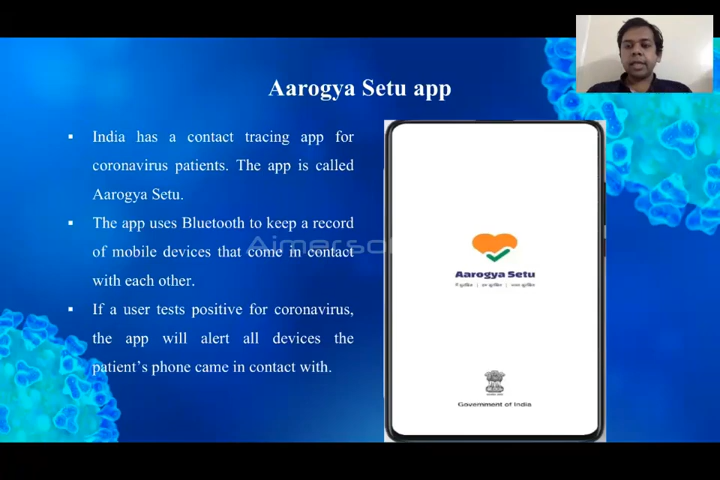 Aarogya Setu app
▪ India has a contact tracing app for
coronavirus patients. The app is called
Aarogya Setu.
▪ The app uses Bluetooth to keep a record
of mobile devices that come in contact
with each other.
▪ If a user tests positive for coronavirus,
the app will alert all devices the
patient's phone came in contact with.
Aimerso
Aarogya Setu
Government of India